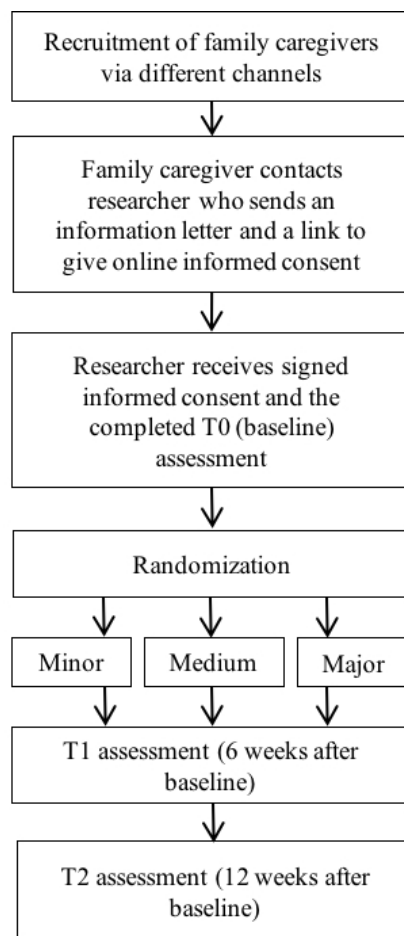 Recruitment of family caregivers
via different channels
Family caregiver contacts
researcher who sends an
information letter and a link to
give online informed consent
Researcher receives signed
informed consent and the
completed T0 (baseline)
assessment
Randomization
Minor
Medium
Major
T1 assessment (6 weeks after
baseline)
T2 assessment (12 weeks after
baseline)